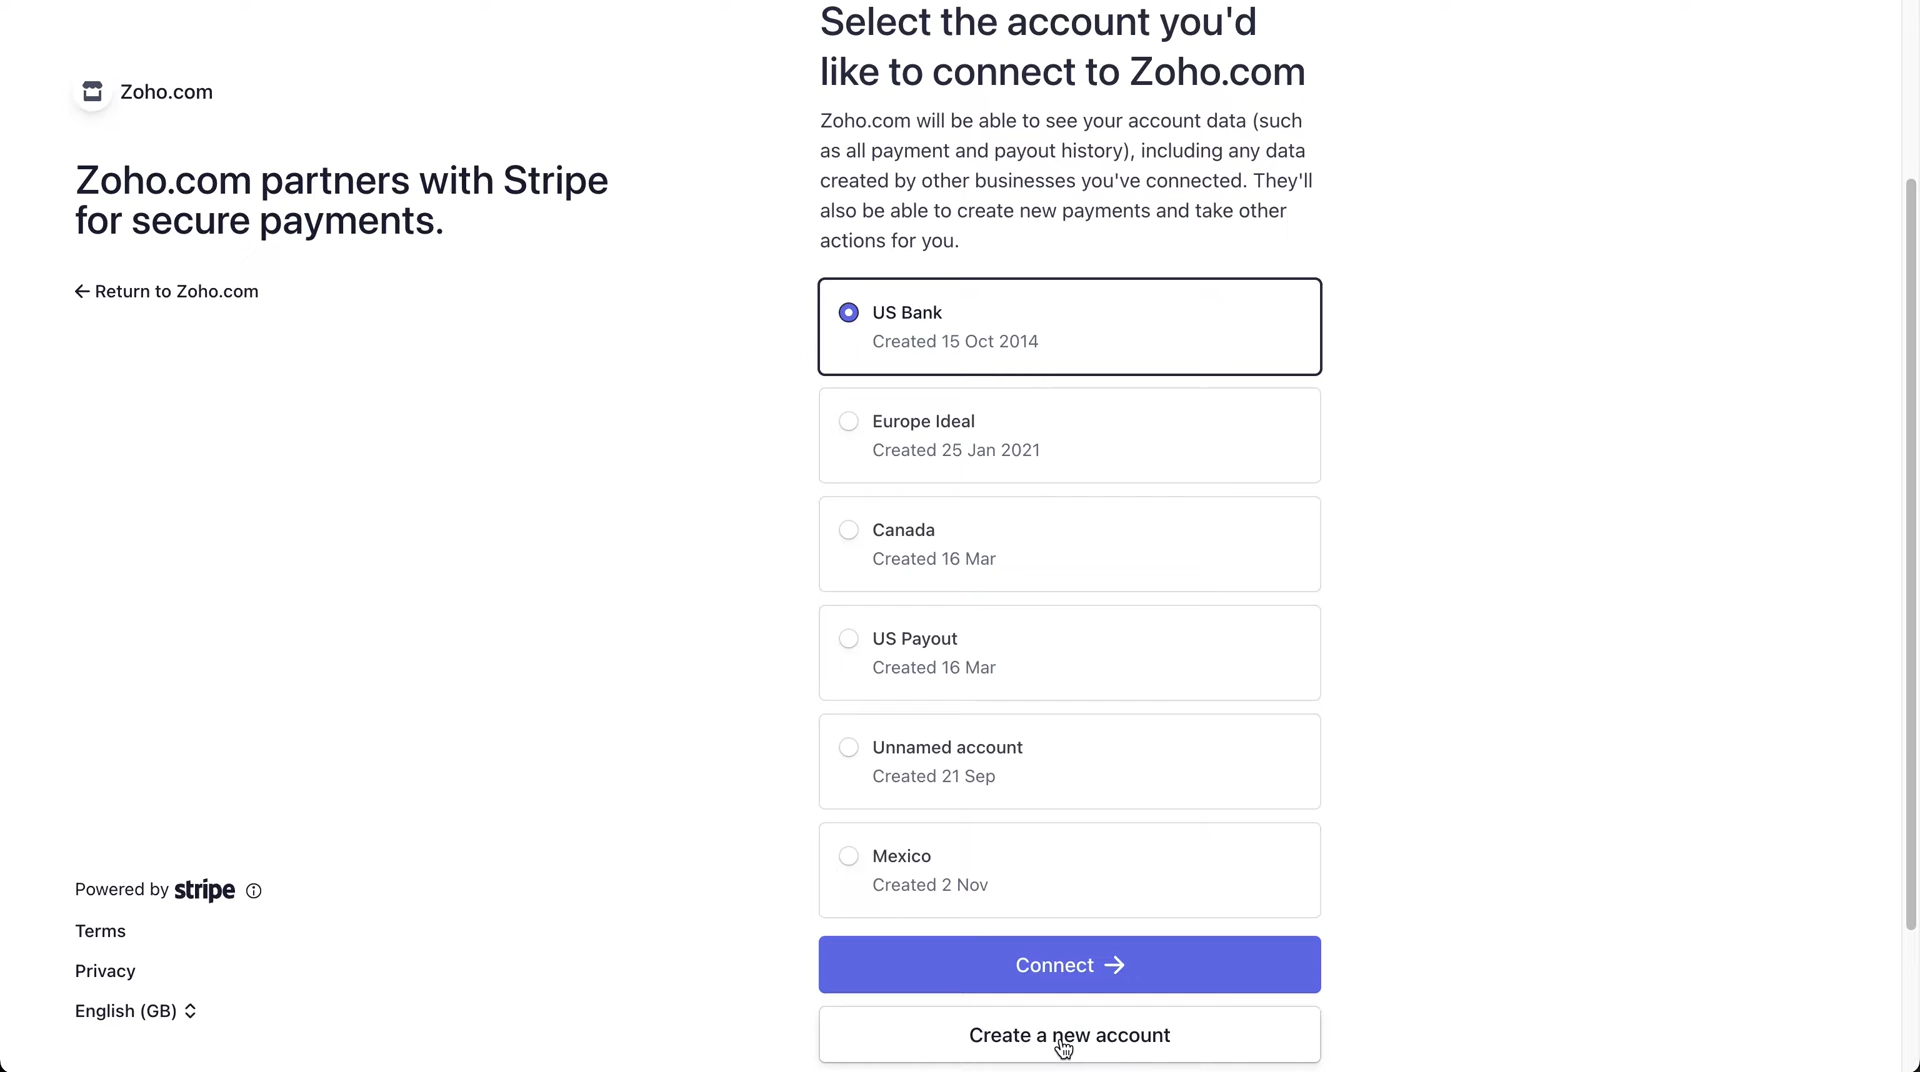 Zoho.com
Zoho.com partners with Stripe
for secure payments.
← Return to Zoho.com
Select the account you'd
like to connect to Zoho.com
Zoho.com will be able to see your account data (such
as all payment and payout history), including any data
created by other businesses you've connected. They'll
also be able to create new payments and take other
actions for you.
US Bank
Created 15 Oct 2014
Europe Ideal
Created 25 Jan 2021
Canada
Created 16 Mar
US Payout
Created 16 Mar
Unnamed account
Created 21 Sep
Mexico
Created 2 Nov
Connect →
Create a new account
Powered by stripe
Terms
Privacy
English (GB)